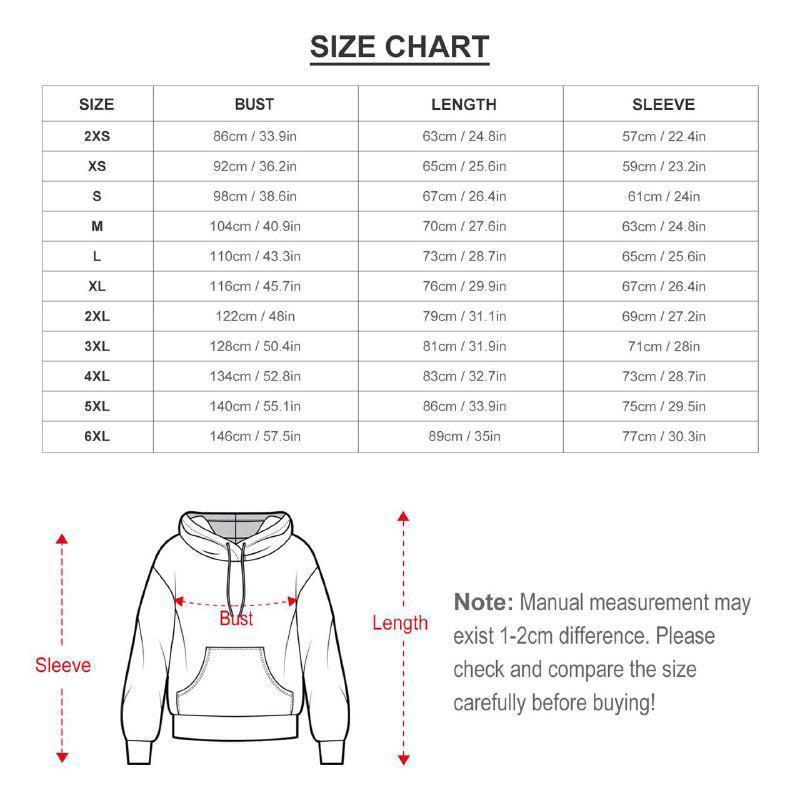 SIZE CHART
SIZE BUST LENGTH SLEEVE
2XS 86cm / 33.9in 63cm / 24.8in 57cm / 22.4in
XS 92cm / 36.2in 65cm / 25.6in 59cm / 23.2in
S 98cm / 38.6in 67cm / 26.4in 61cm / 24in
M 104cm / 40.9in 70cm / 27.6in 63cm / 24.8in
L 110cm / 43.3in 73cm / 28.7in 65cm / 25.6in
XL 116cm / 45.7in 76cm / 29.9in 67cm / 26.4in
2XL 122cm / 48in 79cm / 31.1in 69cm / 27.2in
3XL 128cm / 50.4in 81cm / 31.9in 71cm / 28in
4XL 134cm / 52.8in 83cm / 32.7in 73cm / 28.7in
5XL 140cm / 55.1in 86cm / 33.9in 75cm / 29.5in
6XL 146cm / 57.5in 89cm / 35in 77cm / 30.3in
Sleeve
Bust
Length
Note: Manual measurement may
exist 1-2cm difference. Please
check and compare the size
carefully before buying!